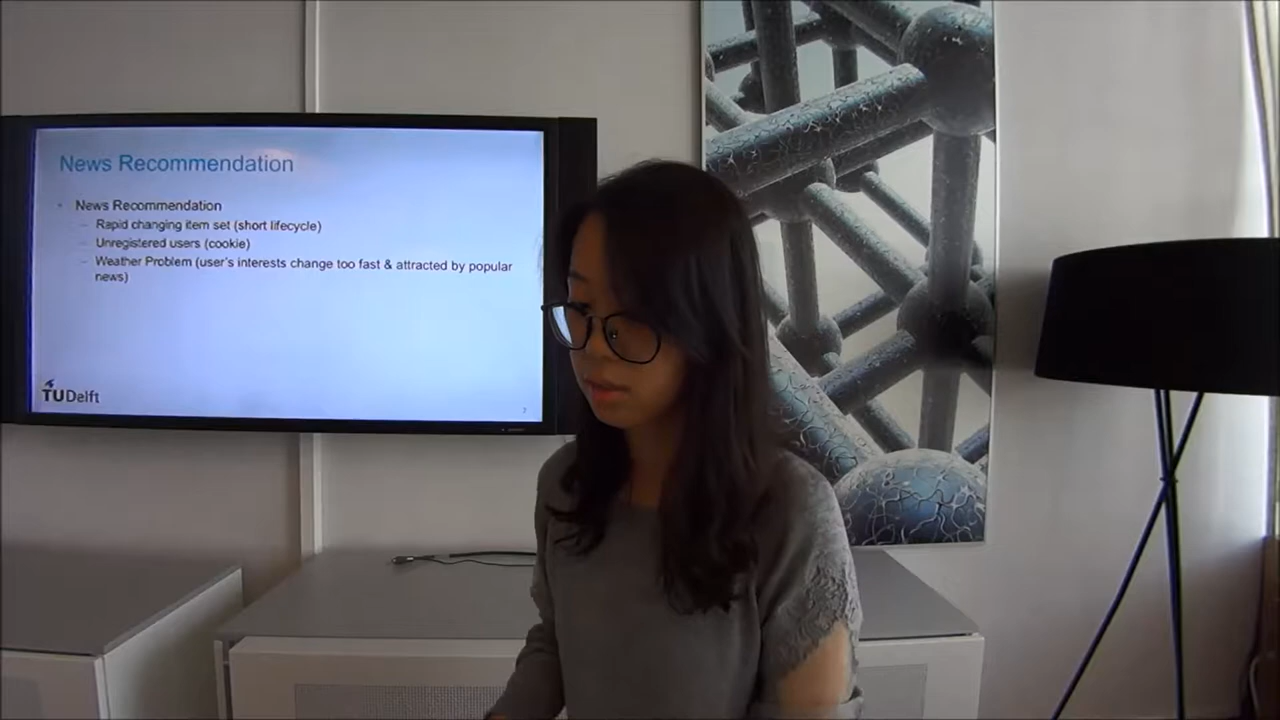 News Recommendation
• News Recommendation
– Rapid changing item set (short lifecycle)
– Unregistered users (cookie)
– Weather Problem (user's interests change too fast & attracted by popular
news)
TUDelft
7